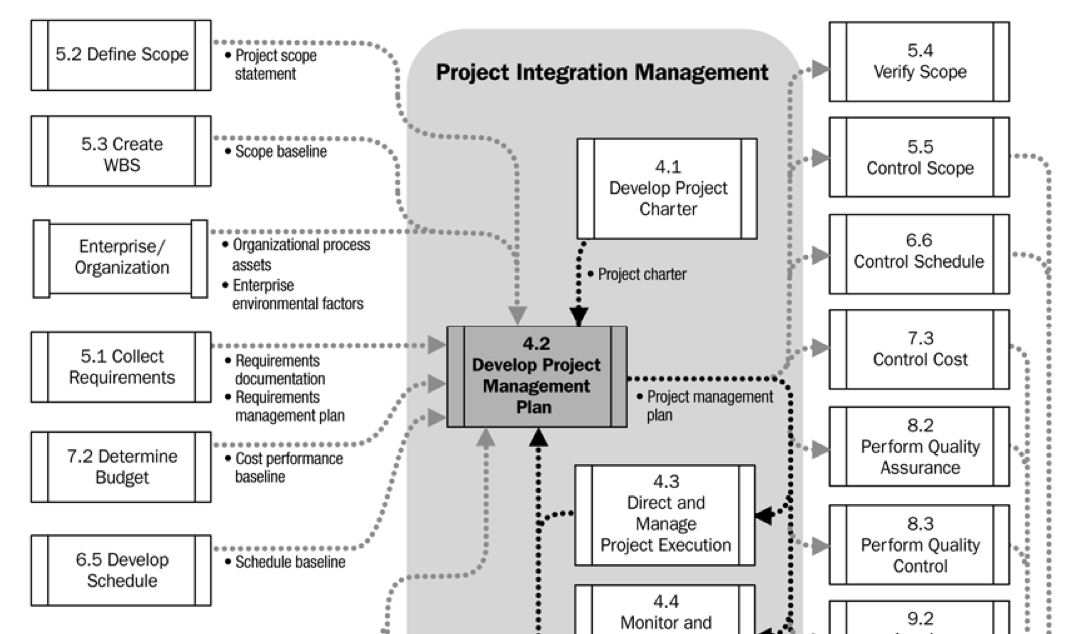 5.2 Define Scope
• Project scope
statement
5.3 Create
WBS
• Scope baseline
Enterprise/
Organization
• Organizational process
assets
• Enterprise
environmental factors
5.1 Collect
Requirements
• Requirements
documentation
• Requirements
management plan
7.2 Determine
Budget
• Cost performance
baseline
6.5 Develop
Schedule
• Schedule baseline
Project Integration Management
4.1
Develop Project
Charter
• Project charter
4.2
Develop Project
Management
Plan
• Project management
plan
4.3
Direct and
Manage
Project Execution
4.4
Monitor and
5.4
Verify Scope
5.5
Control Scope
6.6
Control Schedule
7.3
Control Cost
8.2
Perform Quality
Assurance
8.3
Perform Quality
Control
9.2